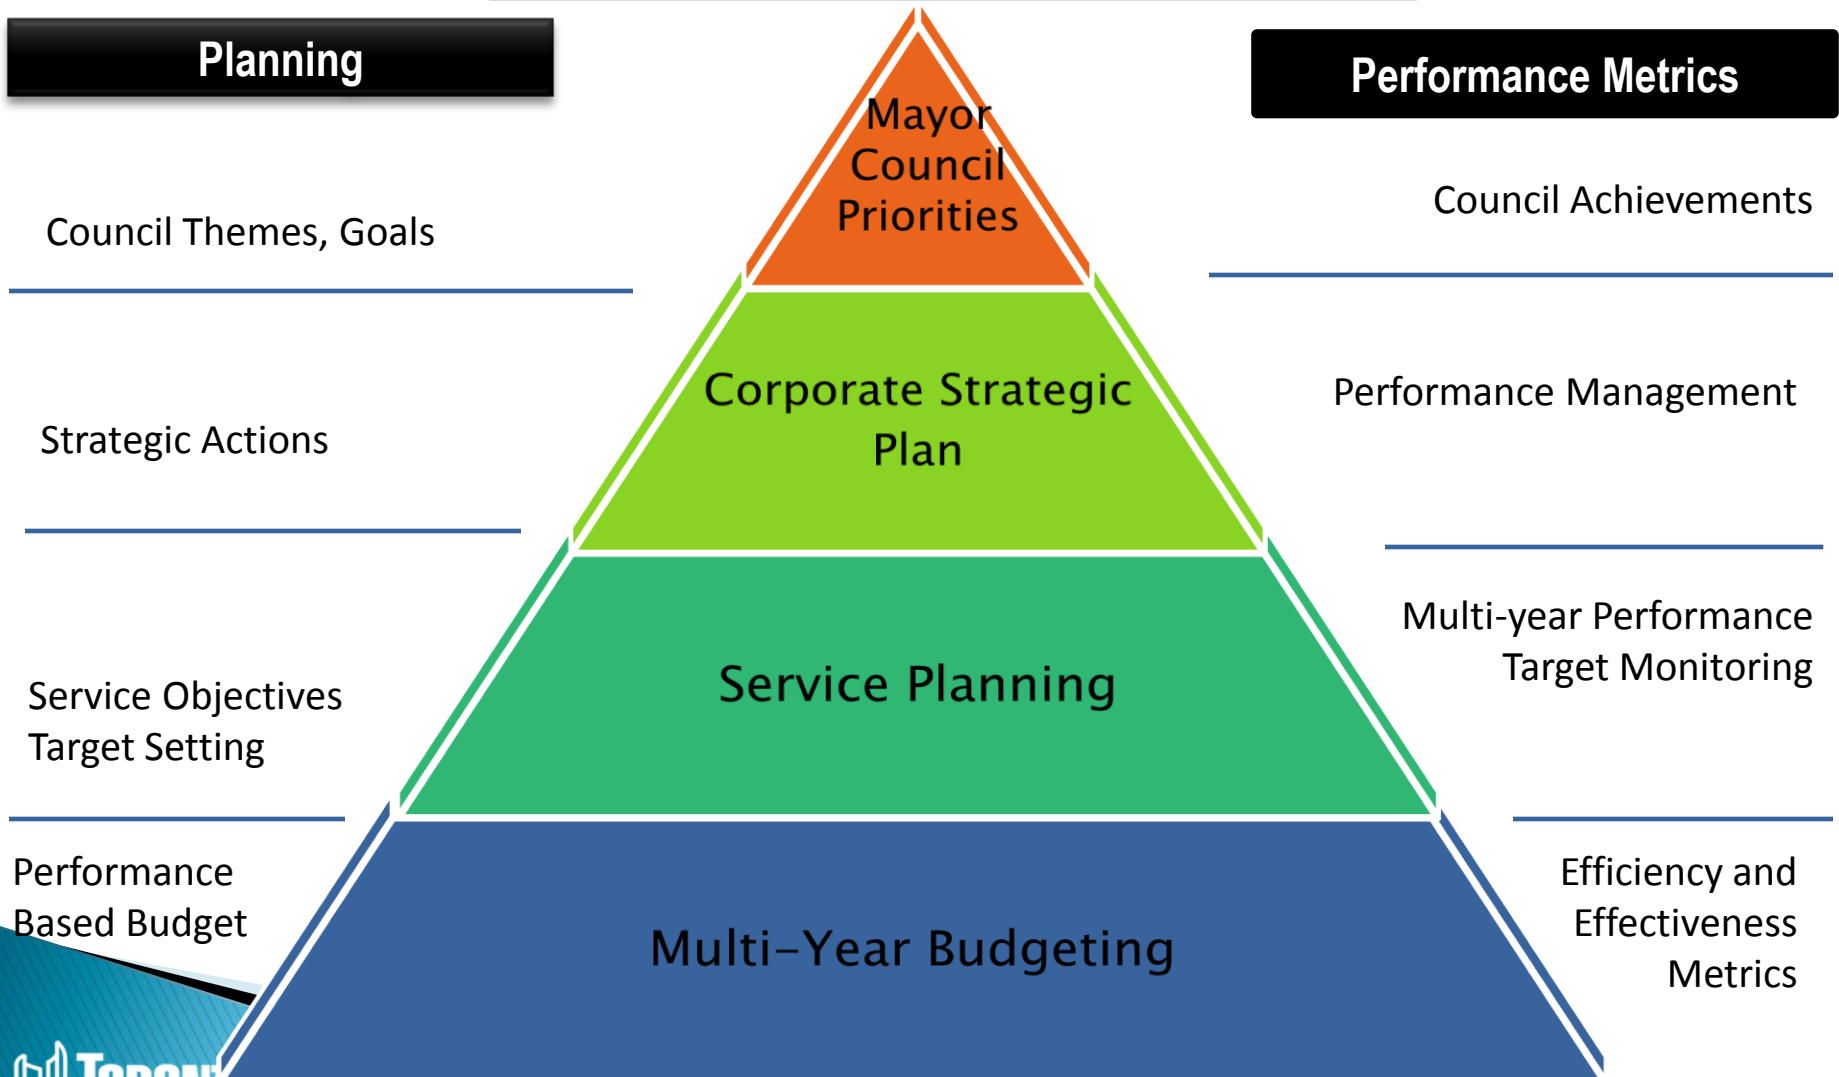 Planning
Performance Metrics
Mayor
Council
Priorities
Council Themes, Goals
Council Achievements
Corporate Strategic
Plan
Strategic Actions
Performance Management
Service Planning
Service Objectives
Target Setting
Multi-year Performance
Target Monitoring
Multi-Year Budgeting
Performance
Based Budget
Efficiency and
Effectiveness
Metrics